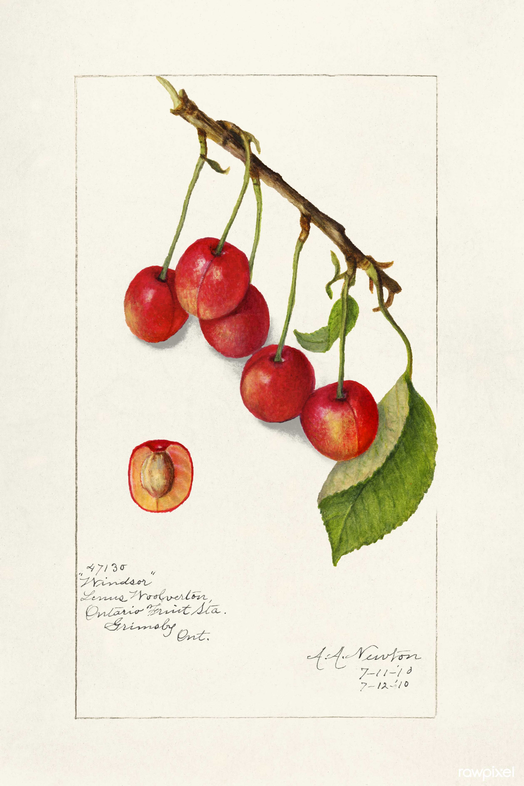 47130
"Windsor"
Linus Woolverton,
Ontario Fruit Sta.
Grimsby
Ont.
A.A. Newton
7-11-'10
7-12-'10
rawpixel